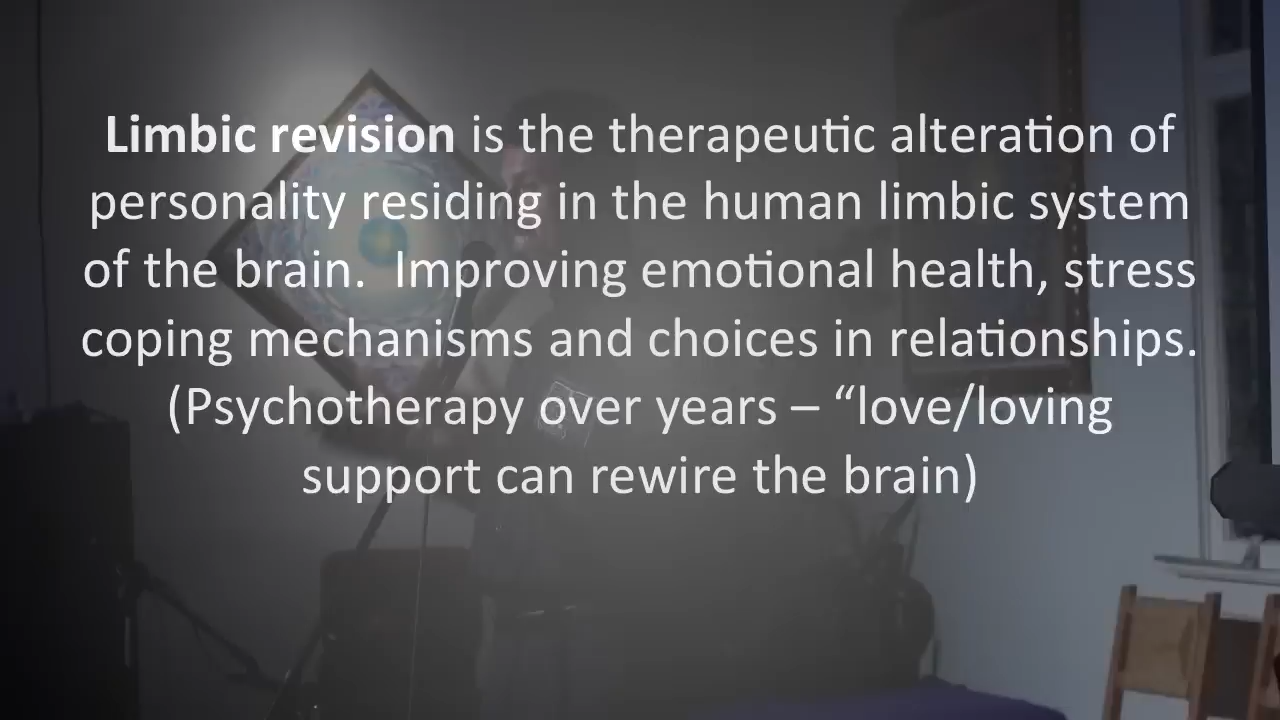 Limbic revision is the therapeutic alteration of
personality residing in the human limbic system
of the brain.  Improving emotional health, stress
coping mechanisms and choices in relationships.
(Psychotherapy over years – “love/loving
support can rewire the brain)